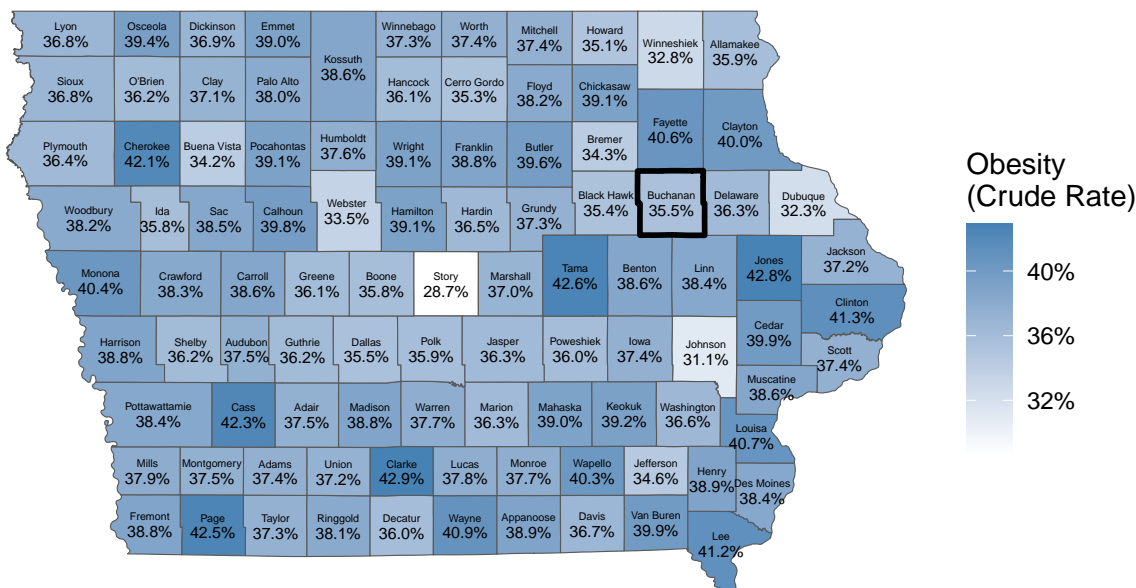 Lyon
36.8%
Osceola
39.4%
Dickinson
36.9%
Emmet
39.0%
Kossuth
38.6%
Winnebago
37.3%
Worth
37.4%
Mitchell
37.4%
Howard
35.1%
Winneshiek
32.8%
Allamakee
35.9%
Sioux
36.8%
O'Brien
36.2%
Clay
37.1%
Palo Alto
38.0%
Hancock
36.1%
Cerro Gordo
35.3%
Floyd
38.2%
Chickasaw
39.1%
Fayette
40.6%
Clayton
40.0%
Plymouth
36.4%
Cherokee
42.1%
Buena Vista
34.2%
Pocahontas
39.1%
Humboldt
37.6%
Wright
39.1%
Franklin
38.8%
Butler
39.6%
Bremer
34.3%
Woodbury
38.2%
Ida
35.8%
Sac
38.5%
Calhoun
39.8%
Webster
33.5%
Hamilton
39.1%
Hardin
36.5%
Grundy
37.3%
Black Hawk
35.4%
Buchanan
35.5%
Delaware
36.3%
Dubuque
32.3%
Monona
40.4%
Crawford
38.3%
Carroll
38.6%
Greene
36.1%
Boone
35.8%
Story
28.7%
Marshall
37.0%
Tama
42.6%
Benton
38.6%
Linn
38.4%
Jones
42.8%
Jackson
37.2%
Clinton
41.3%
Harrison
38.8%
Shelby
36.2%
Audubon
37.5%
Guthrie
36.2%
Dallas
35.5%
Polk
35.9%
Jasper
36.3%
Poweshiek
36.0%
Iowa
37.4%
Johnson
31.1%
Cedar
39.9%
Scott
37.4%
Muscatine
38.6%
Pottawattamie
38.4%
Cass
42.3%
Adair
37.5%
Madison
38.8%
Warren
37.7%
Marion
36.3%
Mahaska
39.0%
Keokuk
39.2%
Washington
36.6%
Louisa
40.7%
Mills
37.9%
Montgomery
37.5%
Adams
37.4%
Union
37.2%
Clarke
42.9%
Lucas
37.8%
Monroe
37.7%
Wapello
40.3%
Jefferson
34.6%
Henry
38.9%
Des Moines
38.4%
Fremont
38.8%
Page
42.5%
Taylor
37.3%
Ringgold
38.1%
Decatur
36.0%
Wayne
40.9%
Appanoose
38.9%
Davis
36.7%
Van Buren
39.9%
Lee
41.2%
Obesity
(Crude Rate)
40%
36%
32%